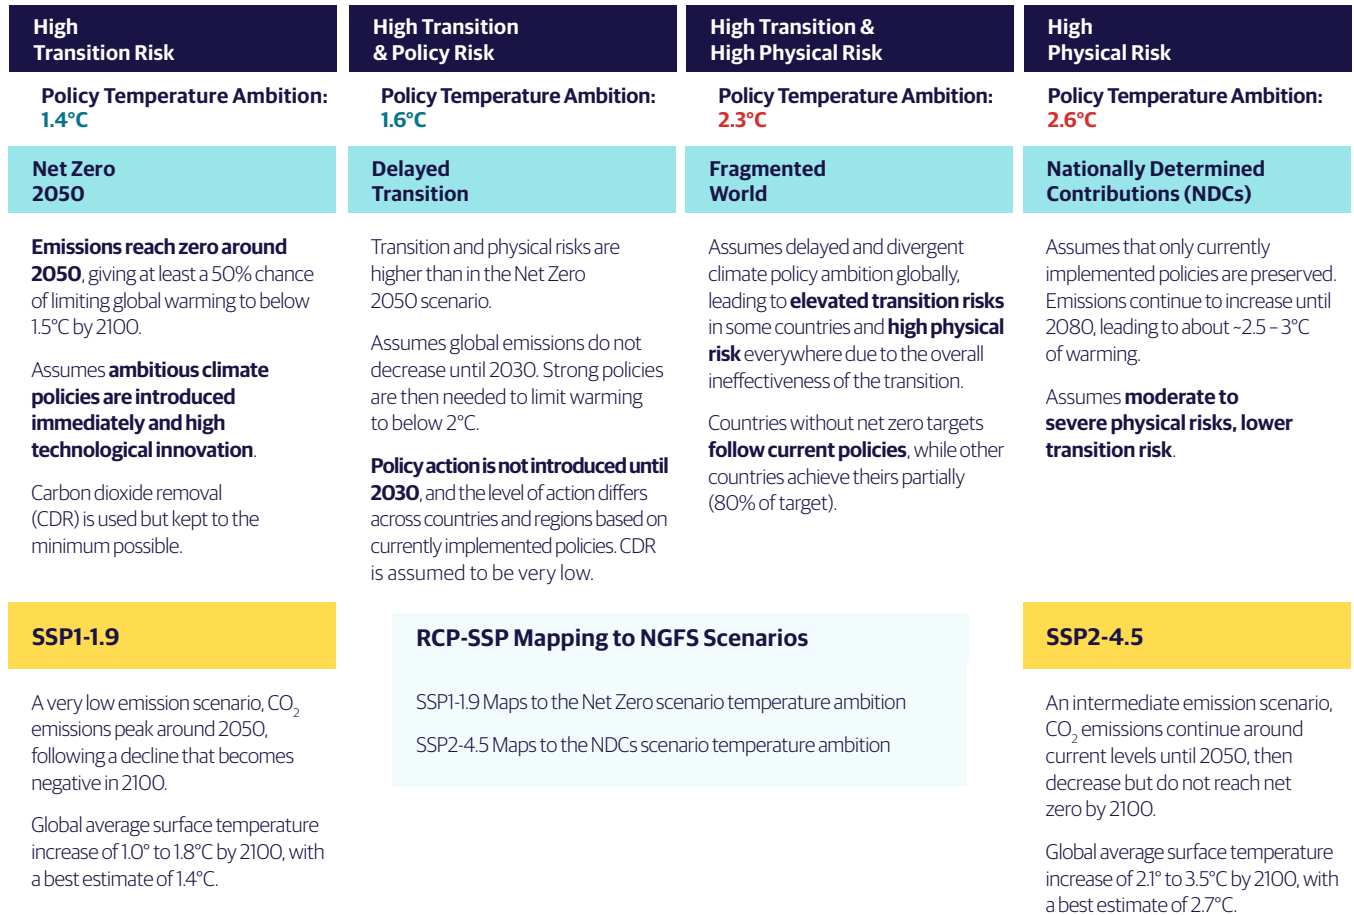 High
Transition Risk
Policy Temperature Ambition:
1.4°C
Net Zero
2050
Emissions reach zero around
2050, giving at least a 50% chance
of limiting global warming to below
1.5°C by 2100.
Assumes ambitious climate
policies are introduced
immediately and high
technological innovation.
Carbon dioxide removal
(CDR) is used but kept to the
minimum possible.
SSP1-1.9
A very low emission scenario, CO₂
emissions peak around 2050,
following a decline that becomes
negative in 2100.
Global average surface temperature
increase of 1.0° to 1.8°C by 2100, with
a best estimate of 1.4°C.
High Transition
& Policy Risk
Policy Temperature Ambition:
1.6°C
Delayed
Transition
Transition and physical risks are
higher than in the Net Zero
2050 scenario.
Assumes global emissions do not
decrease until 2030. Strong policies
are then needed to limit warming
to below 2°C.
Policy action is not introduced until
2030, and the level of action differs
across countries and regions based on
currently implemented policies. CDR
is assumed to be very low.
High Transition &
High Physical Risk
Policy Temperature Ambition:
2.3°C
Fragmented
World
Assumes delayed and divergent
climate policy ambition globally,
leading to elevated transition risks
in some countries and high physical
risk everywhere due to the overall
ineffectiveness of the transition.
Countries without net zero targets
follow current policies, while other
countries achieve theirs partially
(80% of target).
RCP-SSP Mapping to NGFS Scenarios
SSP1-1.9 Maps to the Net Zero scenario temperature ambition
SSP2-4.5 Maps to the NDCs scenario temperature ambition
High
Physical Risk
Policy Temperature Ambition:
2.6°C
Nationally Determined
Contributions (NDCs)
Assumes that only currently
implemented policies are preserved.
Emissions continue to increase until
2080, leading to about ~2.5 – 3°C
of warming.
Assumes moderate to
severe physical risks, lower
transition risk.
SSP2-4.5
An intermediate emission scenario,
CO₂ emissions continue around
current levels until 2050, then
decrease but do not reach net
zero by 2100.
Global average surface temperature
increase of 2.1° to 3.5°C by 2100, with
a best estimate of 2.7°C.